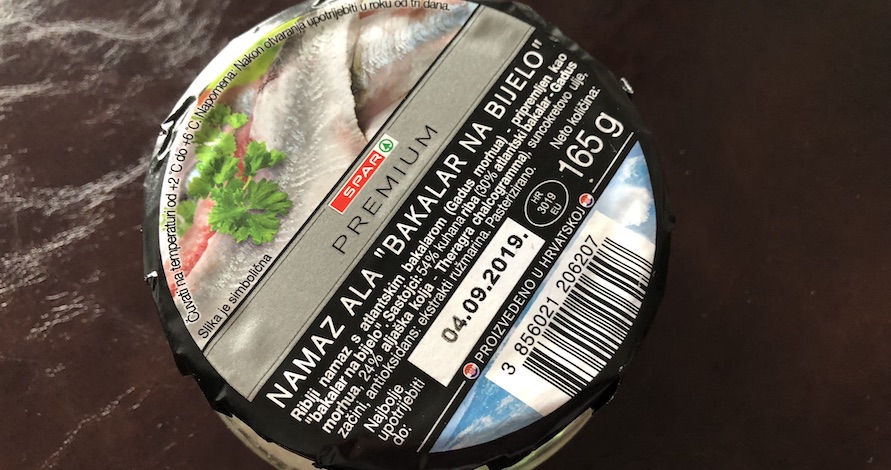 Čuvati na temperaturi od +2°C do +6°C. Napomena: Nakon otvaranja upotrijebiti u roku od tri dana.
Slika je simbolična
SPAR
PREMIUM
NAMAZ ALA "BAKALAR NA BIJELO"
Riblji namaz s atlantskim bakalarom (Gadus morhua) - pripremljen kao
"bakalar na bijelo". Sastojci: 54% kuhana riba (30% atlantski bakalar Gadus
morhua, 24% aljaška kolja Theragra chalcogramma), suncokretovo ulje,
začini, antioksidans: ekstrakti ružmarina. Pasterizirano.
Najbolje
upotrijebiti
do:
04.09.2019.
HR
3019
EU
Neto količina:
165 g
PROIZVEDENO U HRVATSKOJ
3 856021 206207